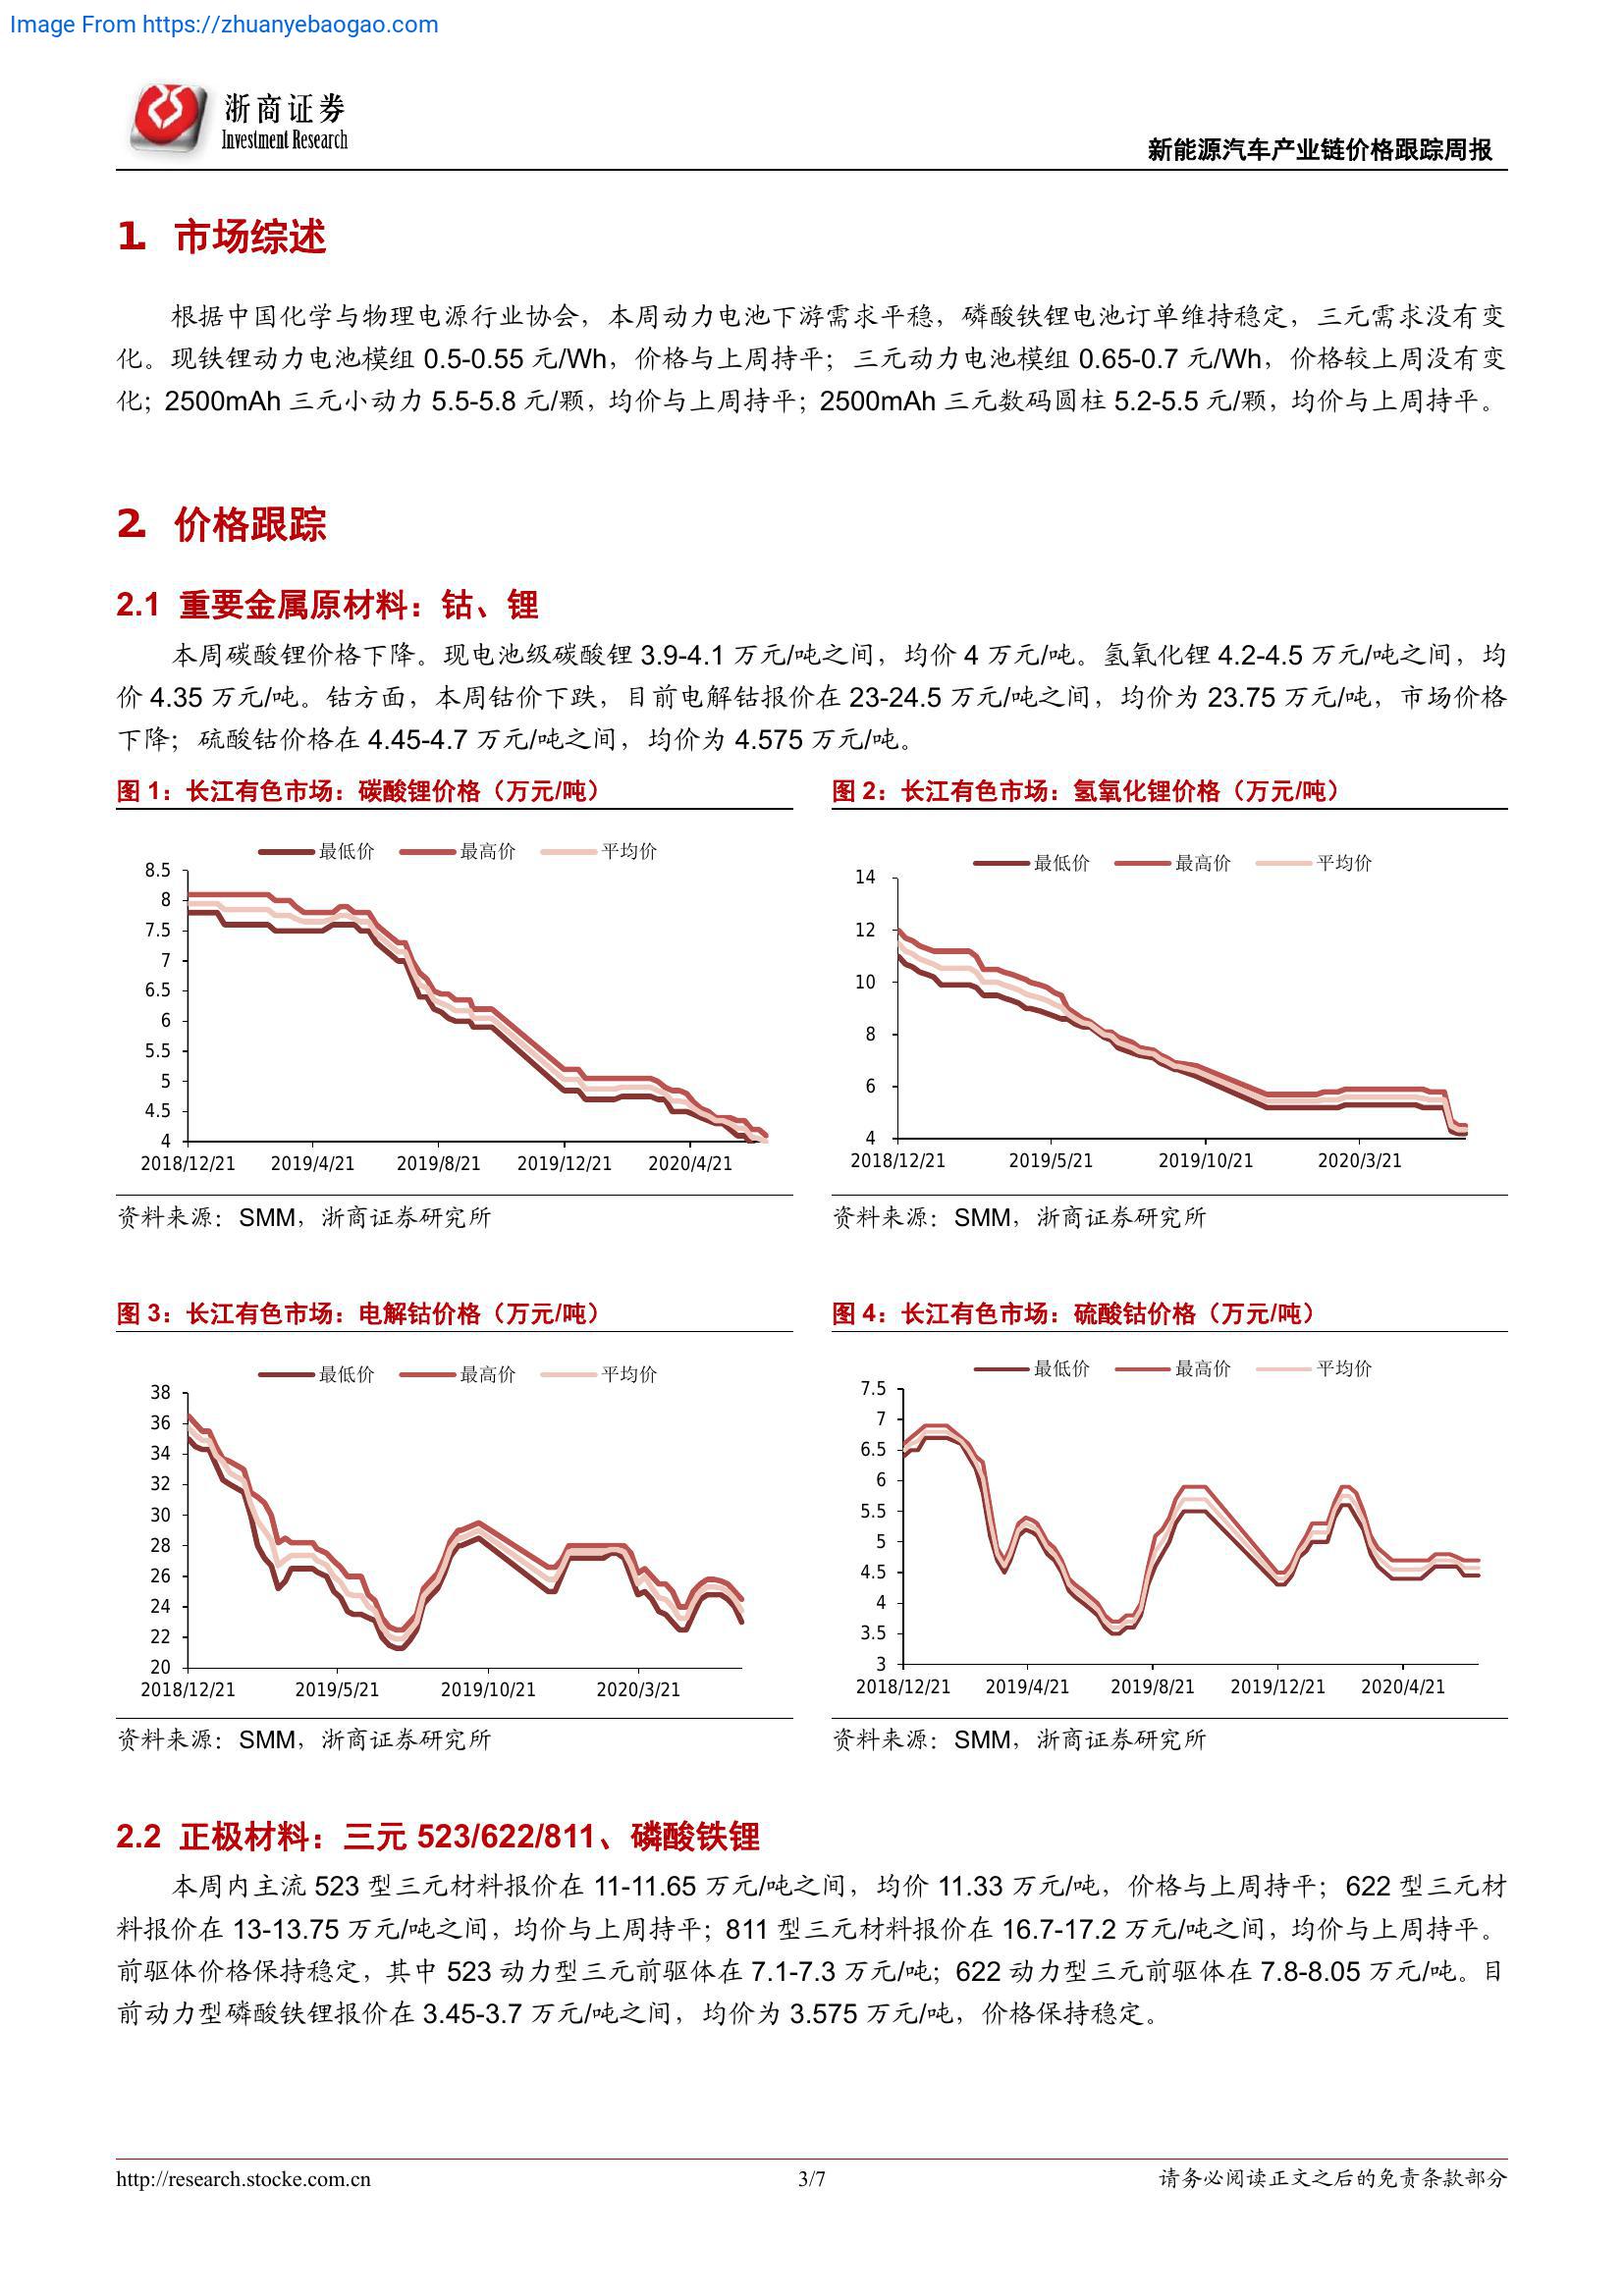 Image From https://zhuanyebaogao.com
浙商证券
Investment Research
新能源汽车产业链价格跟踪周报
1. 市场综述
根据中国化学与物理电源行业协会，本周动力电池下游需求平稳，磷酸铁锂电池订单维持稳定，三元需求没有变
化。现铁锂动力电池模组 0.5-0.55 元/Wh，价格与上周持平；三元动力电池模组 0.65-0.7 元/Wh，价格较上周没有变
化；2500mAh 三元小动力 5.5-5.8 元/颗，均价与上周持平；2500mAh 三元数码圆柱 5.2-5.5 元/颗，均价与上周持平。
2. 价格跟踪
2.1 重要金属原材料：钴、锂
本周碳酸锂价格下降。现电池级碳酸锂 3.9-4.1 万元/吨之间，均价 4 万元/吨。氢氧化锂 4.2-4.5 万元/吨之间，均
价 4.35 万元/吨。钴方面，本周钴价下跌，目前电解钴报价在 23-24.5 万元/吨之间，均价为 23.75 万元/吨，市场价格
下降；硫酸钴价格在 4.45-4.7 万元/吨之间，均价为 4.575 万元/吨。
图 1：长江有色市场：碳酸锂价格（万元/吨）
最低价 最高价 平均价
8.5
8
7.5
7
6.5
6
5.5
5
4.5
4
2018/12/21 2019/4/21 2019/8/21 2019/12/21 2020/4/21
资料来源：SMM，浙商证券研究所
图 2：长江有色市场：氢氧化锂价格（万元/吨）
最低价 最高价 平均价
14
12
10
8
6
4
2018/12/21 2019/5/21 2019/10/21 2020/3/21
资料来源：SMM，浙商证券研究所
图 3：长江有色市场：电解钴价格（万元/吨）
最低价 最高价 平均价
38
36
34
32
30
28
26
24
22
20
2018/12/21 2019/5/21 2019/10/21 2020/3/21
资料来源：SMM，浙商证券研究所
图 4：长江有色市场：硫酸钴价格（万元/吨）
最低价 最高价 平均价
7.5
7
6.5
6
5.5
5
4.5
4
3.5
3
2018/12/21 2019/4/21 2019/8/21 2019/12/21 2020/4/21
资料来源：SMM，浙商证券研究所
2.2 正极材料：三元 523/622/811、磷酸铁锂
本周内主流 523 型三元材料报价在 11-11.65 万元/吨之间，均价 11.33 万元/吨，价格与上周持平；622 型三元材
料报价在 13-13.75 万元/吨之间，均价与上周持平；811 型三元材料报价在 16.7-17.2 万元/吨之间，均价与上周持平。
前驱体价格保持稳定，其中 523 动力型三元前驱体在 7.1-7.3 万元/吨；622 动力型三元前驱体在 7.8-8.05 万元/吨。目
前动力型磷酸铁锂报价在 3.45-3.7 万元/吨之间，均价为 3.575 万元/吨，价格保持稳定。
http://research.stocke.com.cn
3/7
请务必阅读正文之后的免责条款部分